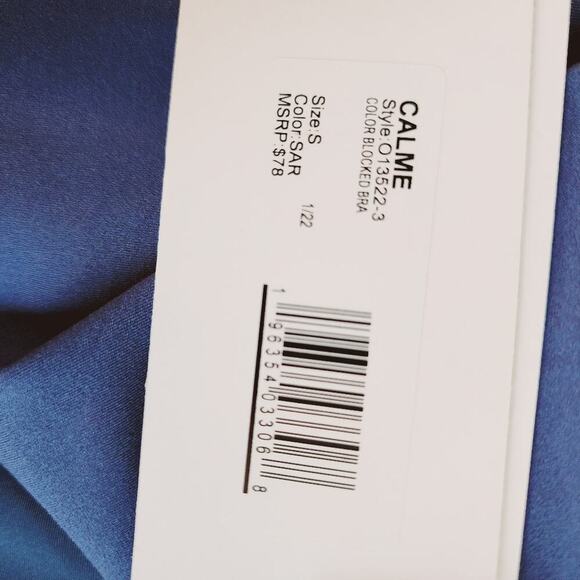 CALME
Style:O13522-3
COLOR BLOCKED BRA
Size:S
Color:SAR
MSRP:$78
1/22
1 96354 03306 8